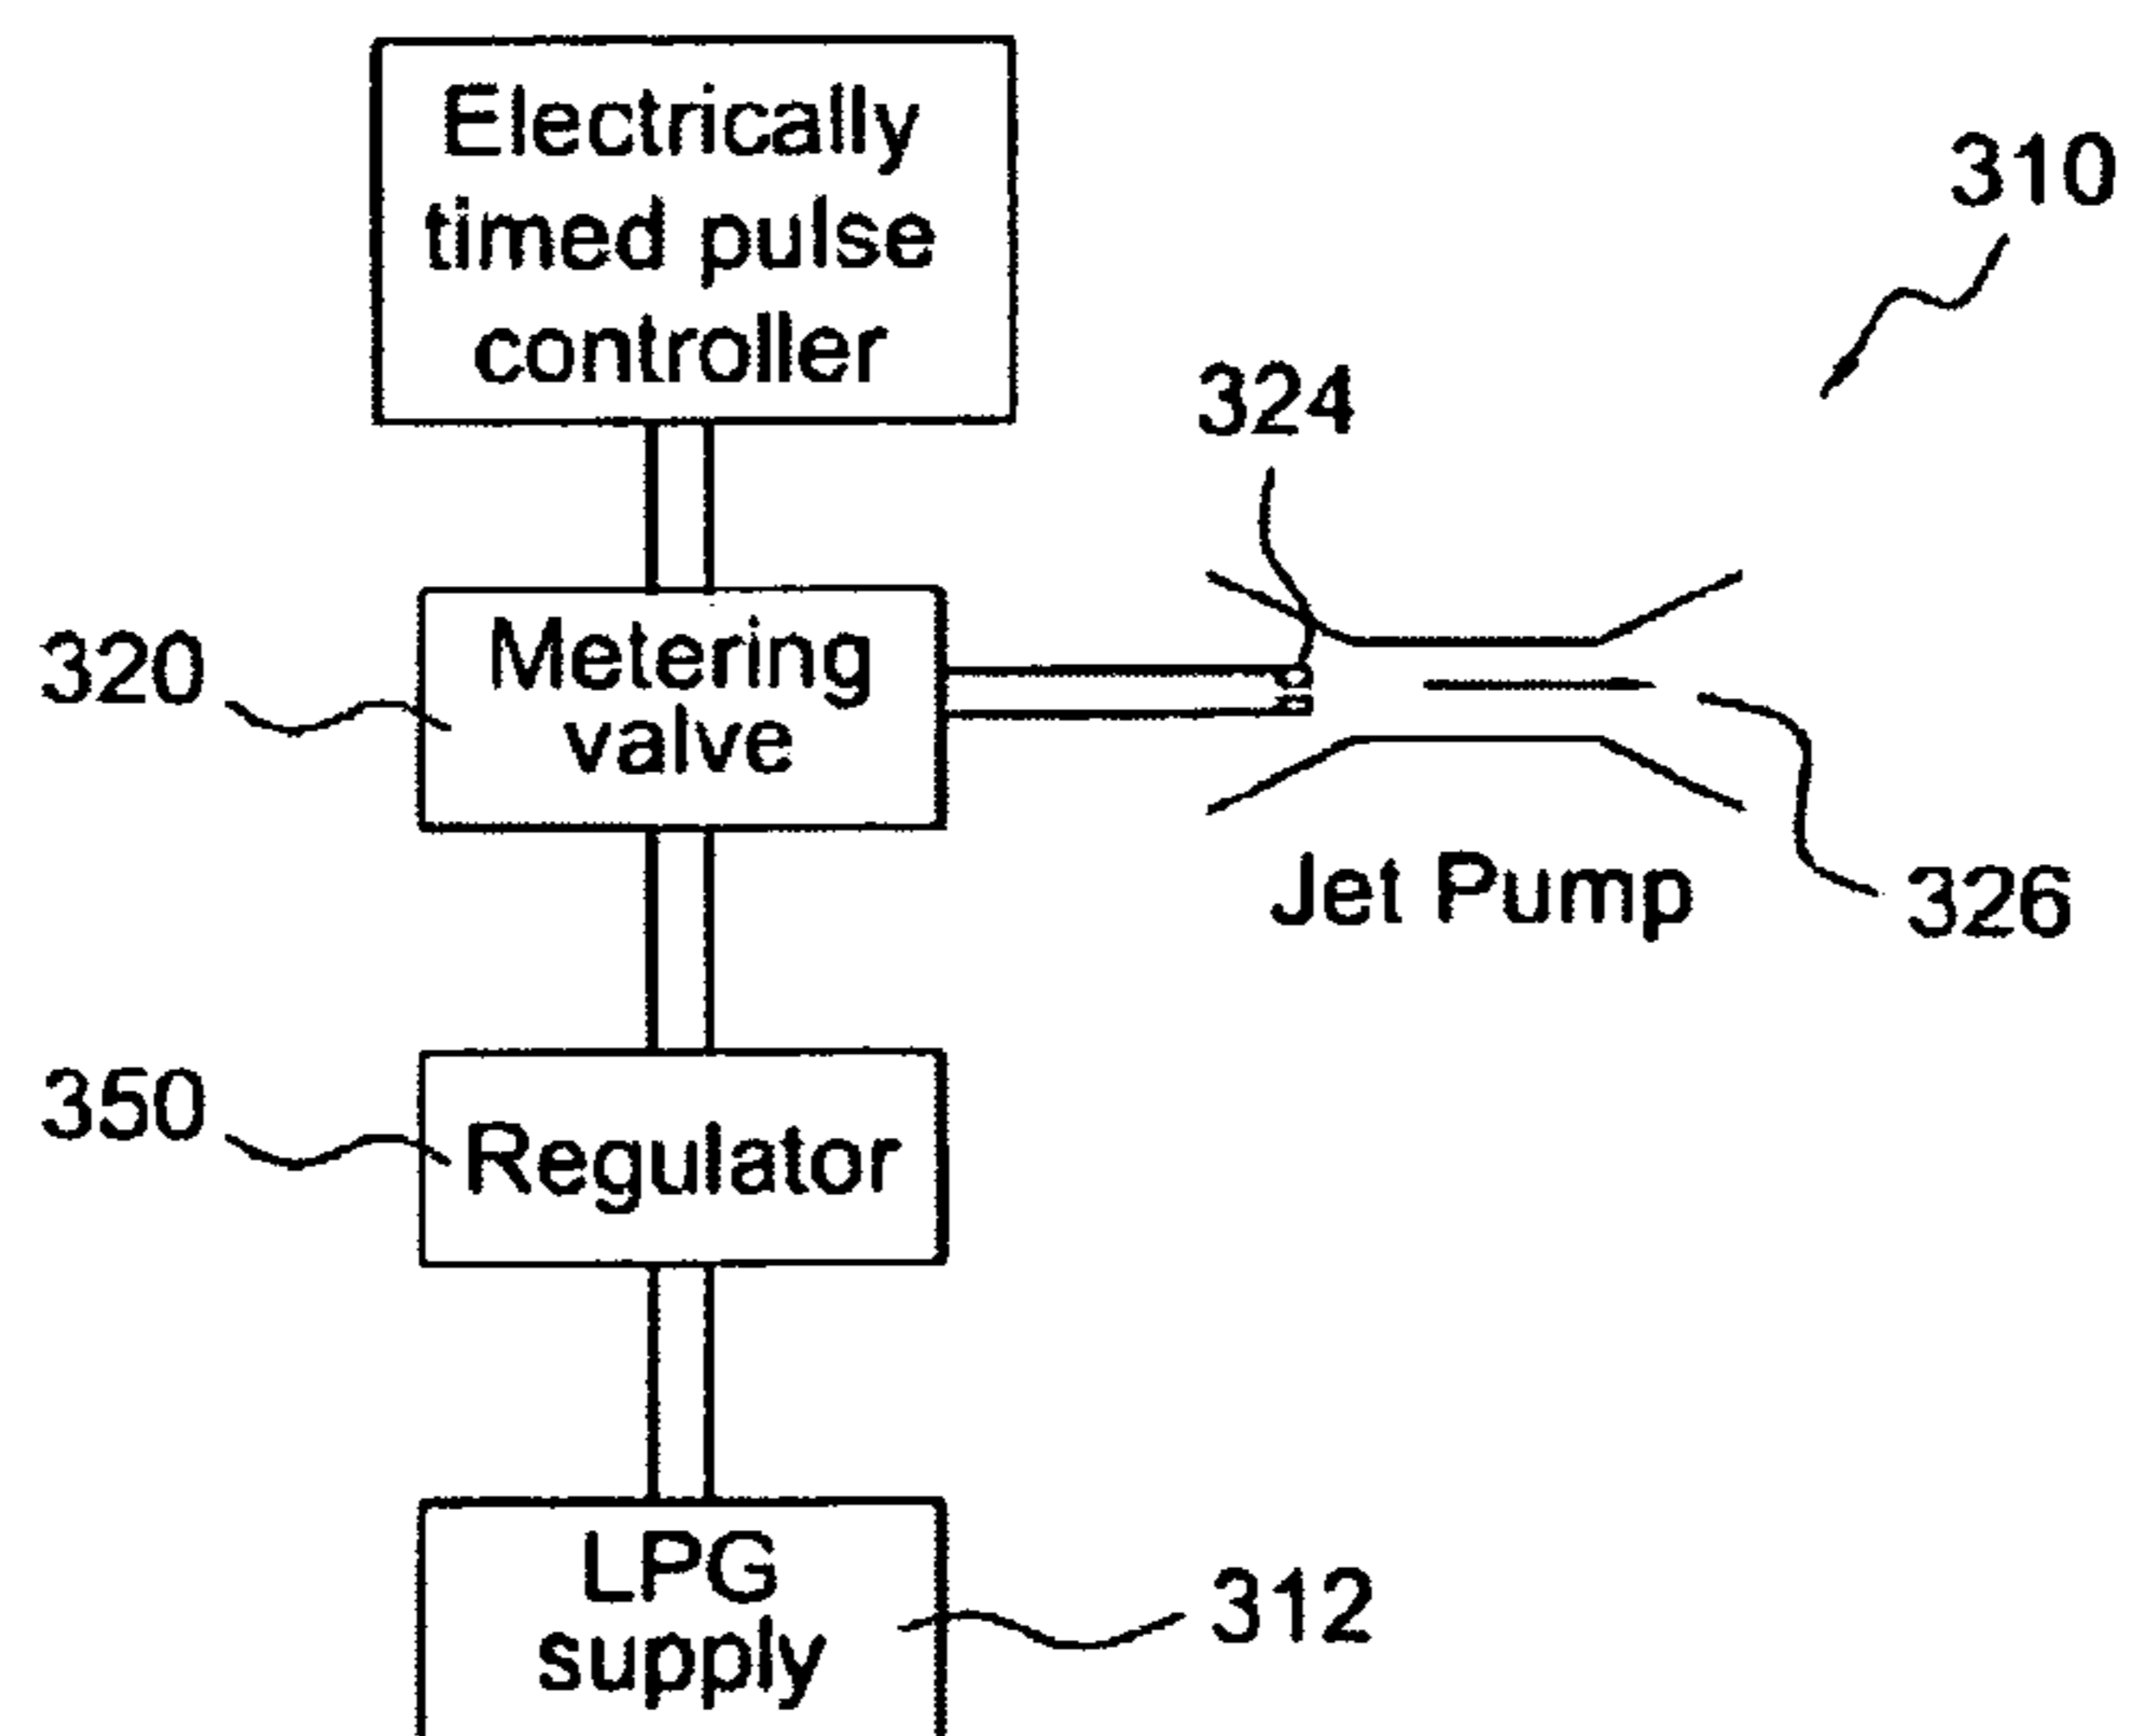 Electrically
timed pulse
controller
310
324
320
Metering
valve
Jet Pump
326
350
Regulator
LPG
supply
312